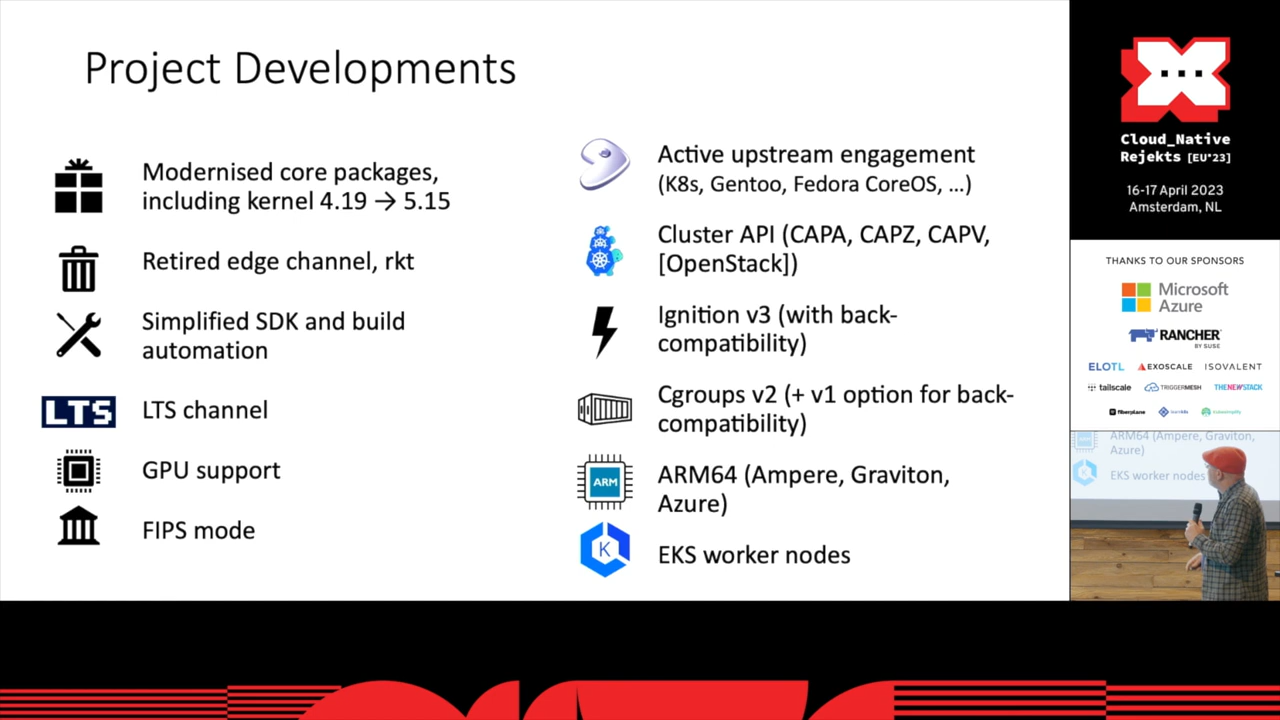 Project Developments
Modernised core packages,
including kernel 4.19 → 5.15
Retired edge channel, rkt
Simplified SDK and build
automation
LTS
LTS channel
GPU support
FIPS mode
Active upstream engagement
(K8s, Gentoo, Fedora CoreOS, ...)
Cluster API (CAPA, CAPZ, CAPV,
[OpenStack])
Ignition v3 (with back-
compatibility)
Cgroups v2 (+ v1 option for back-
compatibility)
ARM
ARM64 (Ampere, Graviton,
Azure)
K
EKS worker nodes
Cloud_Native
Rejekts [EU'23]
16-17 April 2023
Amsterdam, NL
THANKS TO OUR SPONSORS
Microsoft
Azure
RANCHER
BY SUSE
ELOTL
EXOSCALE
ISOVALENT
tailscale
TRIGGERMESH
THENEWSTACK
fiberplane
ARM64 (Ampere, Graviton,
Azure)
EKS worker nodes